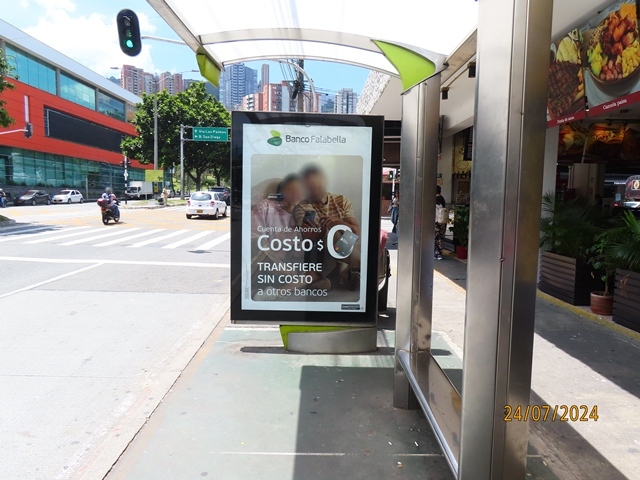 Banco Falabella
Cuenta de Ahorros
Costo $ 0
TRANSFIERE
SIN COSTO
a otros bancos
24/07/2024